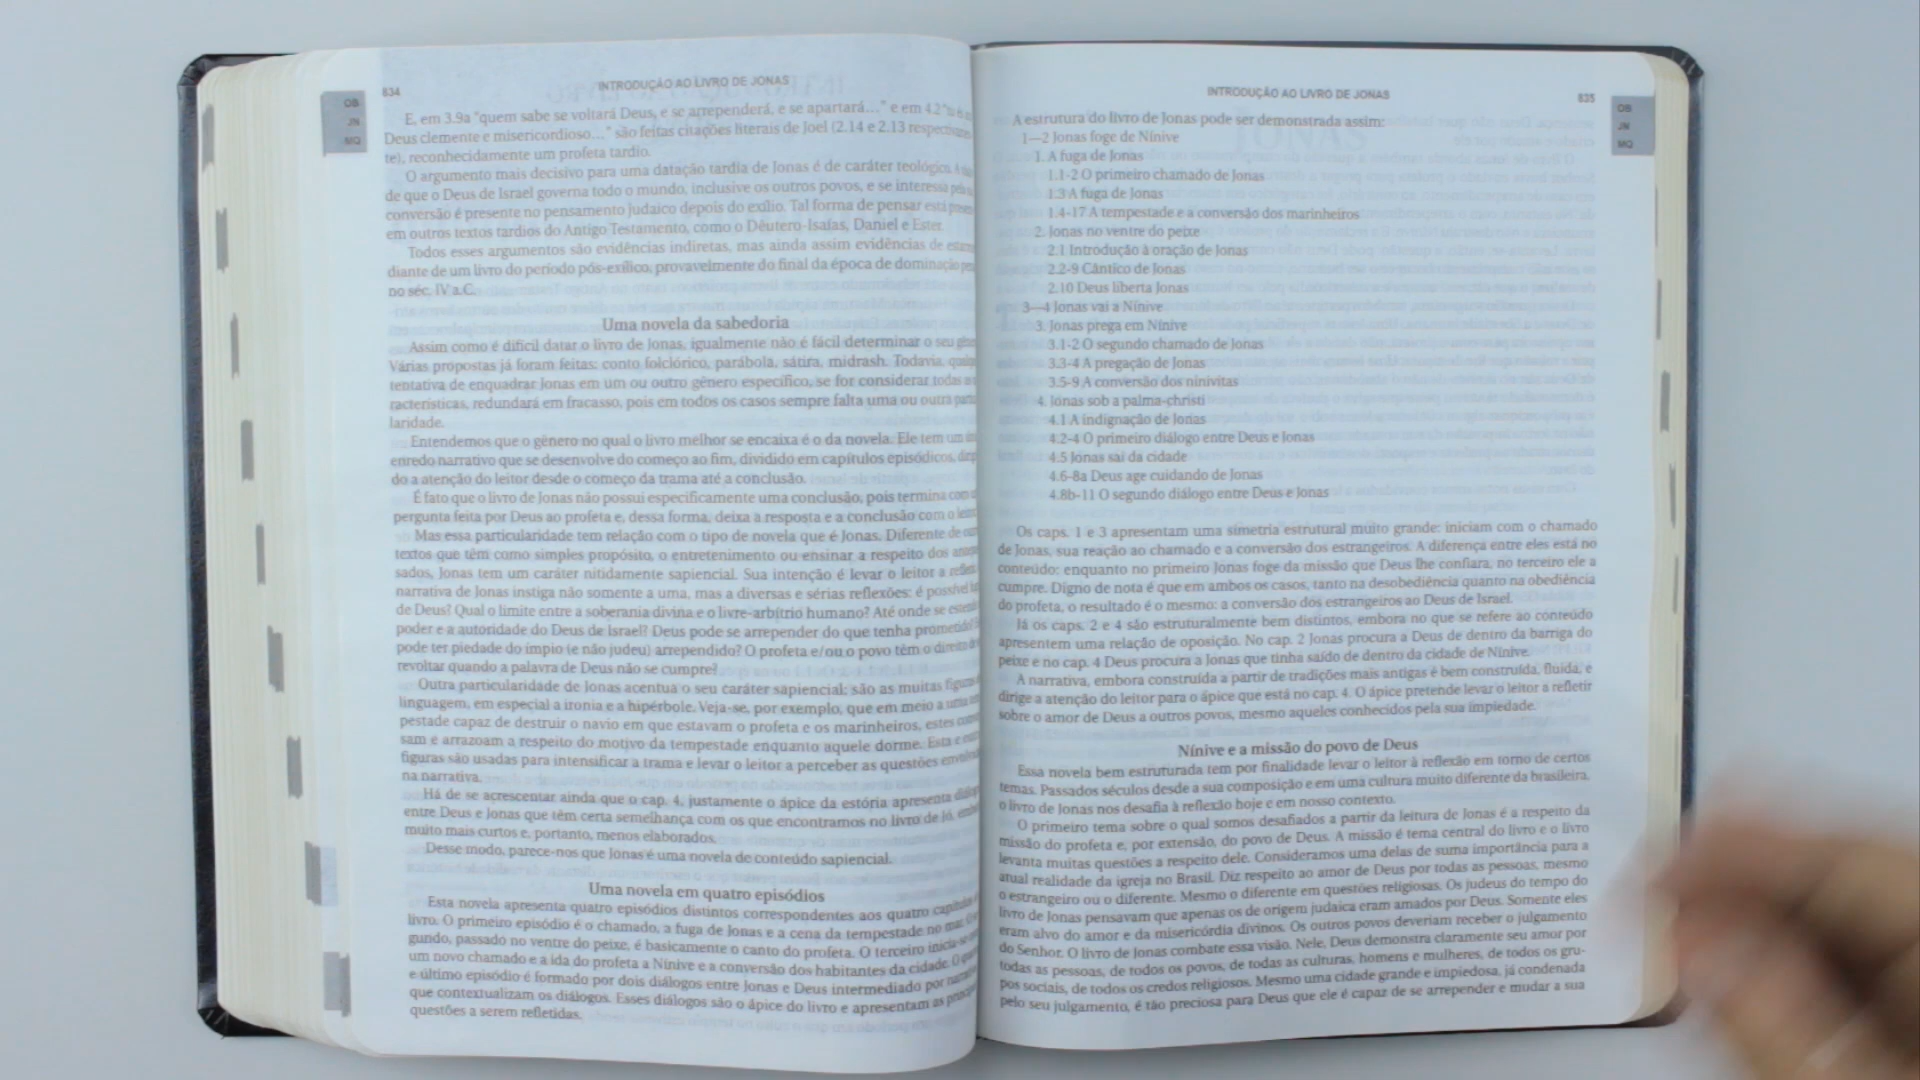 634
INTRODUÇÃO AO LIVRO DE JONAS
OB
JN
MQ
E, em 3.9a "quem sabe se voltará Deus, e se arrependerá, e se apartará..." e em 4.2
Deus clemente e misericordioso..." são feitas citações literais de Joel (2.14 e 2.13
te), reconhecidamente um profeta tardio.
O argumento mais decisivo para uma datação tardia de Jonas é de caráter teológico.
de que o Deus de Israel governa todo o mundo, inclusive os outros povos, e se interessa
conversão é presente no pensamento judaico depois do exílio. Tal forma de pensar está
em outros textos tardios do Antigo Testamento, como o Dêutero-Isaías, Daniel e Ester.
Todos esses argumentos são evidências indiretas, mas ainda assim evidências de
diante de um livro do período pós-exílico, provavelmente do final da época de dominação
no séc. IV a.C.
Uma novela da sabedoria
Assim como é difícil datar o livro de Jonas, igualmente não é fácil determinar o seu
Várias propostas já foram feitas: conto folclórico, parábola, sátira, midrash. Todavia,
tentativa de enquadrar Jonas em um ou outro gênero específico, se for considerar todas
racterísticas, redundará em fracasso, pois em todos os casos sempre falta uma ou outra
laridade.
Entendemos que o gênero no qual o livro melhor se encaixa é o da novela. Ele tem um
enredo narrativo que se desenvolve do começo ao fim, dividido em capítulos episódicos,
do a atenção do leitor desde o começo da trama até a conclusão.
É fato que o livro de Jonas não possui especificamente uma conclusão, pois termina com
pergunta feita por Deus ao profeta e, dessa forma, deixa a resposta e a conclusão com o
Mas essa particularidade tem relação com o tipo de novela que é Jonas. Diferente de
textos que têm como simples propósito, o entretenimento ou ensinar a respeito dos
sados, Jonas tem um caráter nitidamente sapiencial. Sua intenção é levar o leitor a
narrativa de Jonas instiga não somente a uma, mas a diversas e sérias reflexões: é possível
de Deus? Qual o limite entre a soberania divina e o livre-arbítrio humano? Até onde se
poder e a autoridade do Deus de Israel? Deus pode se arrepender do que tenha prometido?
pode ter piedade do ímpio (e não judeu) arrependido? O profeta e/ou o povo têm o direito
revoltar quando a palavra de Deus não se cumpre?
Outra particularidade de Jonas acentua o seu caráter sapiencial: são as muitas figuras
linguagem, em especial a ironia e a hipérbole. Veja-se, por exemplo, que em meio a uma
pestade capaz de destruir o navio em que estavam o profeta e os marinheiros, estes
sam e arrazoam a respeito do motivo da tempestade enquanto aquele dorme. Esta e
figuras são usadas para intensificar a trama e levar o leitor a perceber as questões
na narrativa.
Há de se acrescentar ainda que o cap. 4, justamente o ápice da estória apresenta
entre Deus e Jonas que têm certa semelhança com os que encontramos no livro de Jó,
muito mais curtos e, portanto, menos elaborados.
Desse modo, parece-nos que Jonas é uma novela de conteúdo sapiencial.
Uma novela em quatro episódios
Esta novela apresenta quatro episódios distintos correspondentes aos quatro
livro. O primeiro episódio é o chamado, a fuga de Jonas e a cena da tempestade no mar.
gundo, passado no ventre do peixe, é basicamente o canto do profeta. O terceiro
um novo chamado e a ida do profeta a Nínive e a conversão dos habitantes da cidade.
e último episódio é formado por dois diálogos entre Jonas e Deus intermediado por
que contextualizam os diálogos. Esses diálogos são o ápice do livro e apresentam as
questões a serem refletidas.
INTRODUÇÃO AO LIVRO DE JONAS
635
OB
JN
MQ
A estrutura do livro de Jonas pode ser demonstrada assim:
1—2 Jonas foge de Nínive
1. A fuga de Jonas
1.1-2 O primeiro chamado de Jonas
1.3 A fuga de Jonas
1.4-17 A tempestade e a conversão dos marinheiros
2. Jonas no ventre do peixe
2.1 Introdução à oração de Jonas
2.2-9 Cântico de Jonas
2.10 Deus liberta Jonas
3—4 Jonas vai a Nínive
3. Jonas prega em Nínive
3.1-2 O segundo chamado de Jonas
3.3-4 A pregação de Jonas
3.5-9 A conversão dos ninivitas
4. Jonas sob a palma-christi
4.1 A indignação de Jonas
4.2-4 O primeiro diálogo entre Deus e Jonas
4.5 Jonas sai da cidade
4.6-8a Deus age cuidando de Jonas
4.8b-11 O segundo diálogo entre Deus e Jonas
Os caps. 1 e 3 apresentam uma simetria estrutural muito grande: iniciam com o chamado
de Jonas, sua reação ao chamado e a conversão dos estrangeiros. A diferença entre eles está no
conteúdo: enquanto no primeiro Jonas foge da missão que Deus lhe confiara, no terceiro ele a
cumpre. Digno de nota é que em ambos os casos, tanto na desobediência quanto na obediência
do profeta, o resultado é o mesmo: a conversão dos estrangeiros ao Deus de Israel.
Já os caps. 2 e 4 são estruturalmente bem distintos, embora no que se refere ao conteúdo
apresentem uma relação de oposição. No cap. 2 Jonas procura a Deus de dentro da barriga do
peixe e no cap. 4 Deus procura a Jonas que tinha saído de dentro da cidade de Nínive.
A narrativa, embora construída a partir de tradições mais antigas é bem construída, fluida, e
dirige a atenção do leitor para o ápice que está no cap. 4. O ápice pretende levar o leitor a refletir
sobre o amor de Deus a outros povos, mesmo aqueles conhecidos pela sua impiedade.
Nínive e a missão do povo de Deus
Essa novela bem estruturada tem por finalidade levar o leitor à reflexão em torno de certos
temas. Passados séculos desde a sua composição e em uma cultura muito diferente da brasileira,
o livro de Jonas nos desafia à reflexão hoje e em nosso contexto.
O primeiro tema sobre o qual somos desafiados a partir da leitura de Jonas é a respeito da
missão do profeta e, por extensão, do povo de Deus. A missão é tema central do livro e o livro
levanta muitas questões a respeito dele. Consideramos uma delas de suma importância para a
atual realidade da igreja no Brasil. Diz respeito ao amor de Deus por todas as pessoas, mesmo
o estrangeiro ou o diferente. Mesmo o diferente em questões religiosas. Os judeus do tempo do
livro de Jonas pensavam que apenas os de origem judaica eram amados por Deus. Somente eles
eram alvo do amor e da misericórdia divinos. Os outros povos deveriam receber o julgamento
do Senhor. O livro de Jonas combate essa visão. Nele, Deus demonstra claramente seu amor por
todas as pessoas, de todos os povos, de todas as culturas, homens e mulheres, de todos os gru-
pos sociais, de todos os credos religiosos. Mesmo uma cidade grande e impiedosa, já condenada
pelo seu julgamento, é tão preciosa para Deus que ele é capaz de se arrepender e mudar a sua